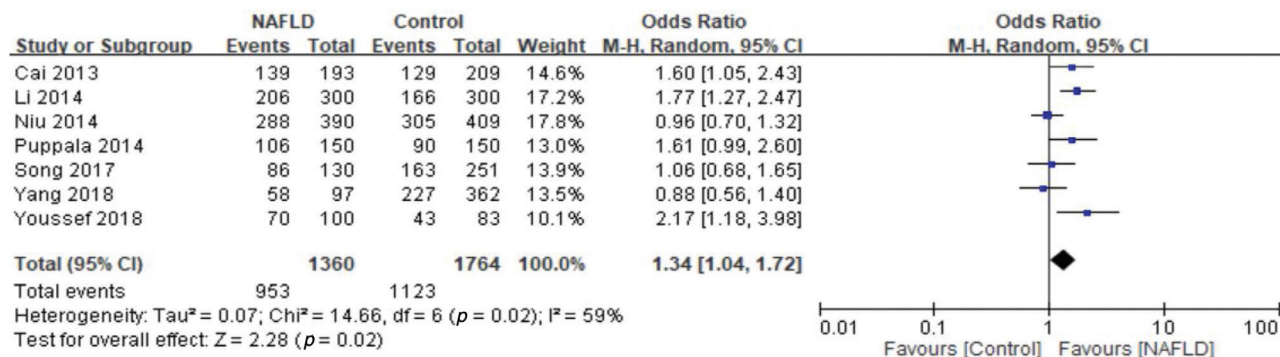 NAFLD Control Odds Ratio Odds Ratio
Study or Subgroup Events Total Events Total Weight M-H, Random, 95% CI M-H, Random, 95% CI
Cai 2013 139 193 129 209 14.6% 1.60 [1.05, 2.43]
Li 2014 206 300 166 300 17.2% 1.77 [1.27, 2.47]
Niu 2014 288 390 305 409 17.8% 0.96 [0.70, 1.32]
Puppala 2014 106 150 90 150 13.0% 1.61 [0.99, 2.60]
Song 2017 86 130 163 251 13.9% 1.06 [0.68, 1.65]
Yang 2018 58 97 227 362 13.5% 0.88 [0.56, 1.40]
Youssef 2018 70 100 43 83 10.1% 2.17 [1.18, 3.98]
Total (95% CI) 1360 1764 100.0% 1.34 [1.04, 1.72]
Total events 953 1123
Heterogeneity: Tau² = 0.07; Chi² = 14.66, df = 6 (p = 0.02); I² = 59%
Test for overall effect: Z = 2.28 (p = 0.02)
0.01 0.1 1 10 100
Favours [Control] Favours [NAFLD]